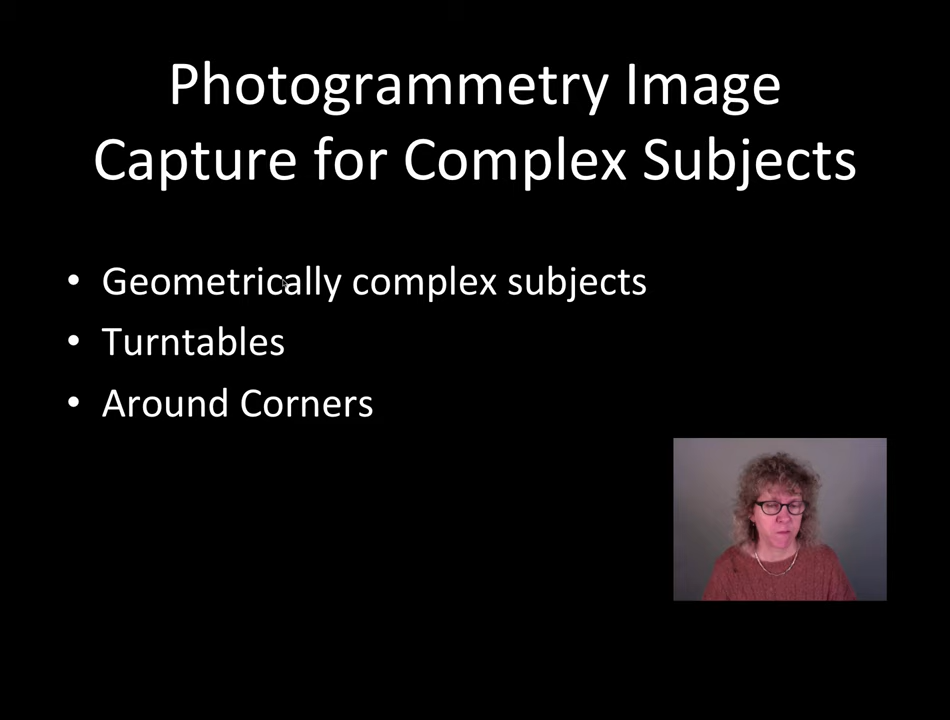 Photogrammetry Image
Capture for Complex Subjects
• Geometrically complex subjects
• Turntables
• Around Corners